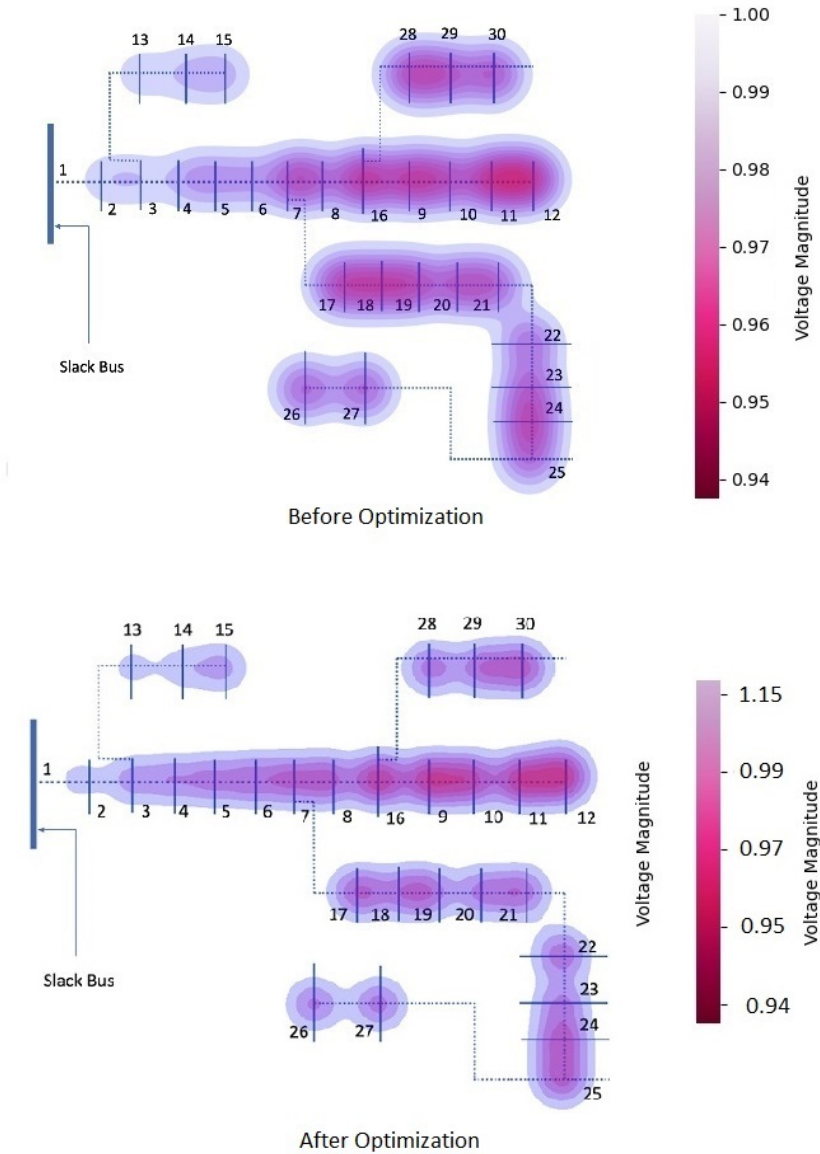 13 14 15
28 29 30
1
2 3 4 5 6 7 8 16 9 10 11 12
17 18 19 20 21
22
23
24
25
26 27
Slack Bus
1.00
0.99
0.98
0.97
0.96
0.95
0.94
Voltage Magnitude
Before Optimization
13 14 15
28 29 30
1
2 3 4 5 6 7 8 16 9 10 11 12
17 18 19 20 21
22
23
24
25
26 27
Slack Bus
Voltage Magnitude
1.15
0.99
0.97
0.95
0.94
Voltage Magnitude
After Optimization